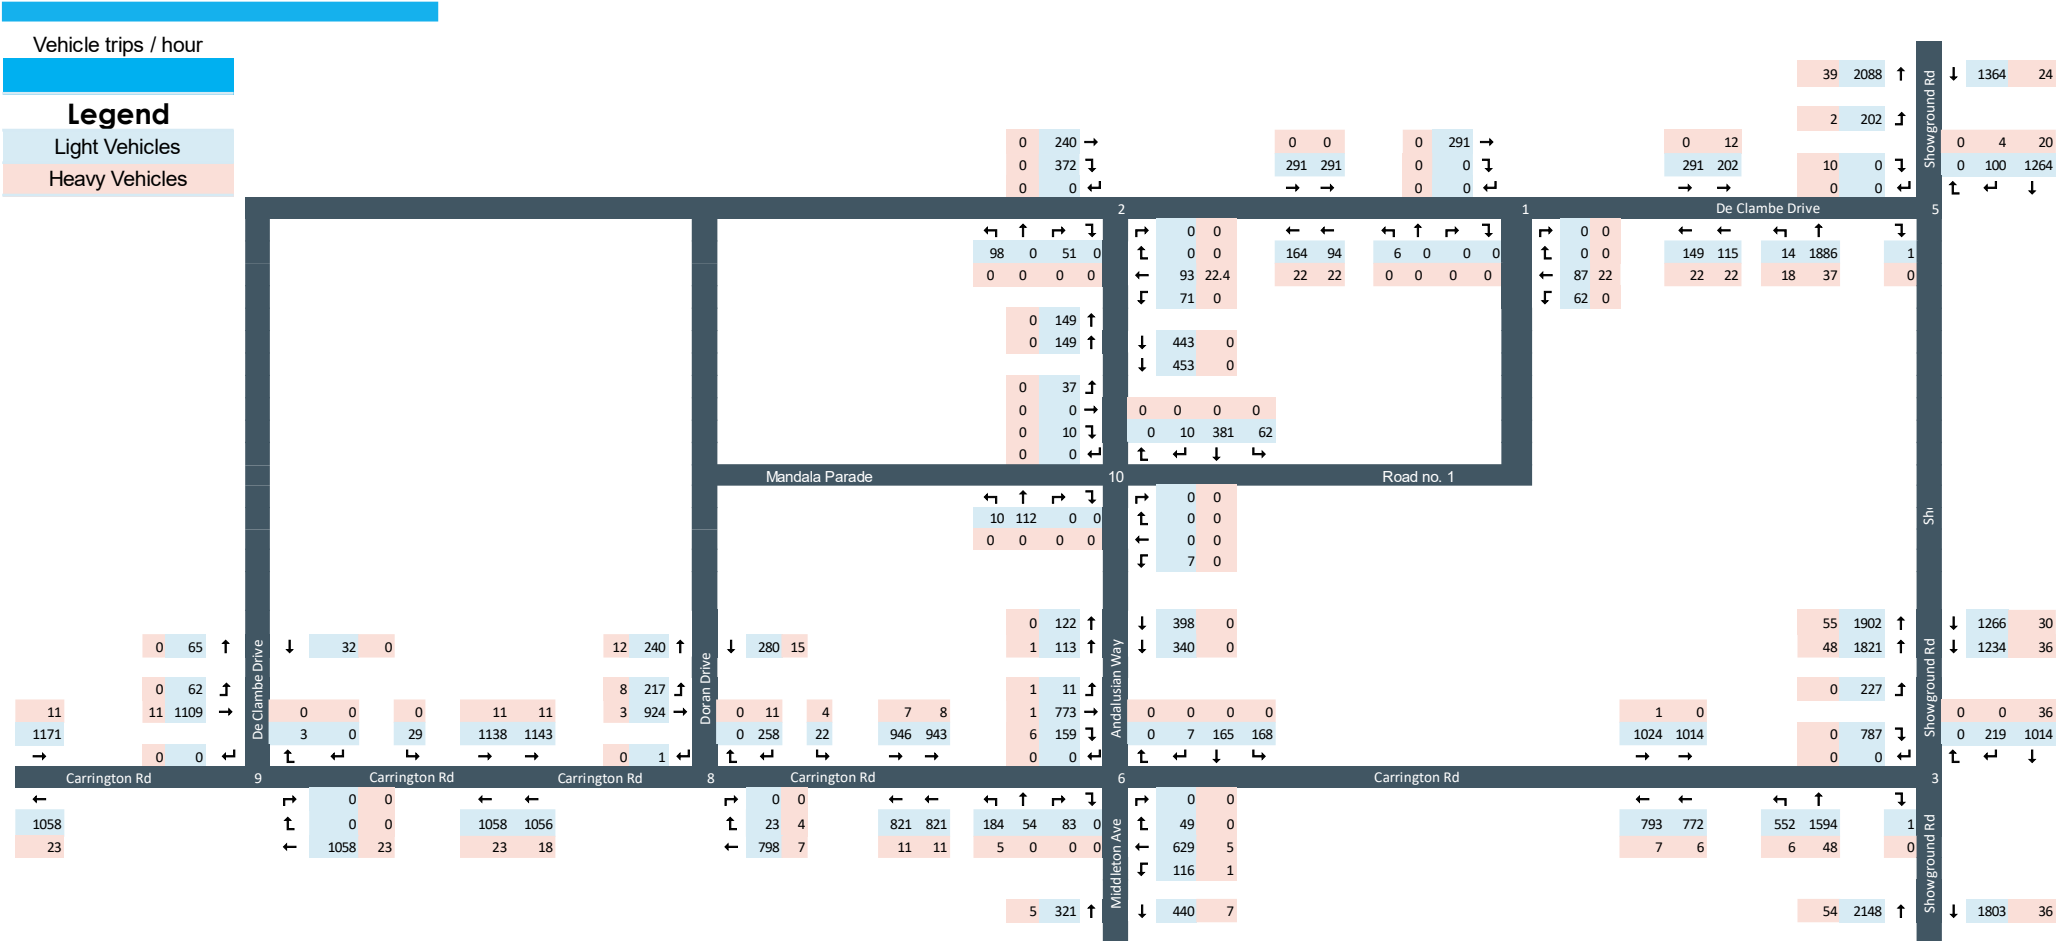 Vehicle trips / hour
Legend
Light Vehicles
Heavy Vehicles
39 2088 ↑ Showground Rd ↓ 1364 24
2 202
0 240 → 0 0 0 291 → 0 12 0 4 20
0 372 291 291 0 0 291 202 10 0 0 100 1264
0 0 → → 0 0 → → 0 0 ↓
2 1 De Clambe Drive 5
↑ 0 0 ← ← ↑ 0 0 ← ← ↑
98 0 51 0 0 0 164 94 6 0 0 0 0 0 149 115 14 1886 1
0 0 0 0 ← 93 22.4 22 22 0 0 0 0 ← 87 22 22 22 18 37 0
71 0 62 0
0 149 ↑
0 149 ↑ ↓ 443 0
↓ 453 0
0 37
0 0 → 0 0 0 0
0 10 0 10 381 62
0 0 ↓
Mandala Parade 10 Road no. 1
↑ 0 0
10 112 0 0 0 0 Sh
0 0 0 0 ← 0 0
7 0
0 122 ↑ ↓ 398 0 55 1902 ↑ ↓ 1266 30
0 65 ↑ De Clambe Drive ↓ 32 0 12 240 ↑ Doran Drive ↓ 280 15 1 113 ↑ Andalusian Way ↓ 340 0 48 1821 ↑ Showground Rd ↓ 1234 36
0 62 8 217 1 11 0 227
11 11 1109 → 0 0 0 11 11 3 924 → 0 11 4 7 8 1 773 → 0 0 0 0 1 0 0 0 36
1171 3 0 29 1138 1143 0 258 22 946 943 6 159 0 7 165 168 1024 1014 0 787 0 219 1014
→ 0 0 → → 0 1 → → 0 0 ↓ → → 0 0 ↓
Carrington Rd 9 Carrington Rd Carrington Rd 8 Carrington Rd 6 Carrington Rd 3
← 0 0 ← ← 0 0 ← ← ↑ 0 0 ← ← ↑
1058 0 0 1058 1056 23 4 821 821 184 54 83 0 Middleton Ave 49 0 793 772 552 1594 1 Showground Rd
23 ← 1058 23 23 18 ← 798 7 11 11 5 0 0 0 ← 629 5 7 6 6 48 0
116 1
5 321 ↑ ↓ 440 7 54 2148 ↑ ↓ 1803 36